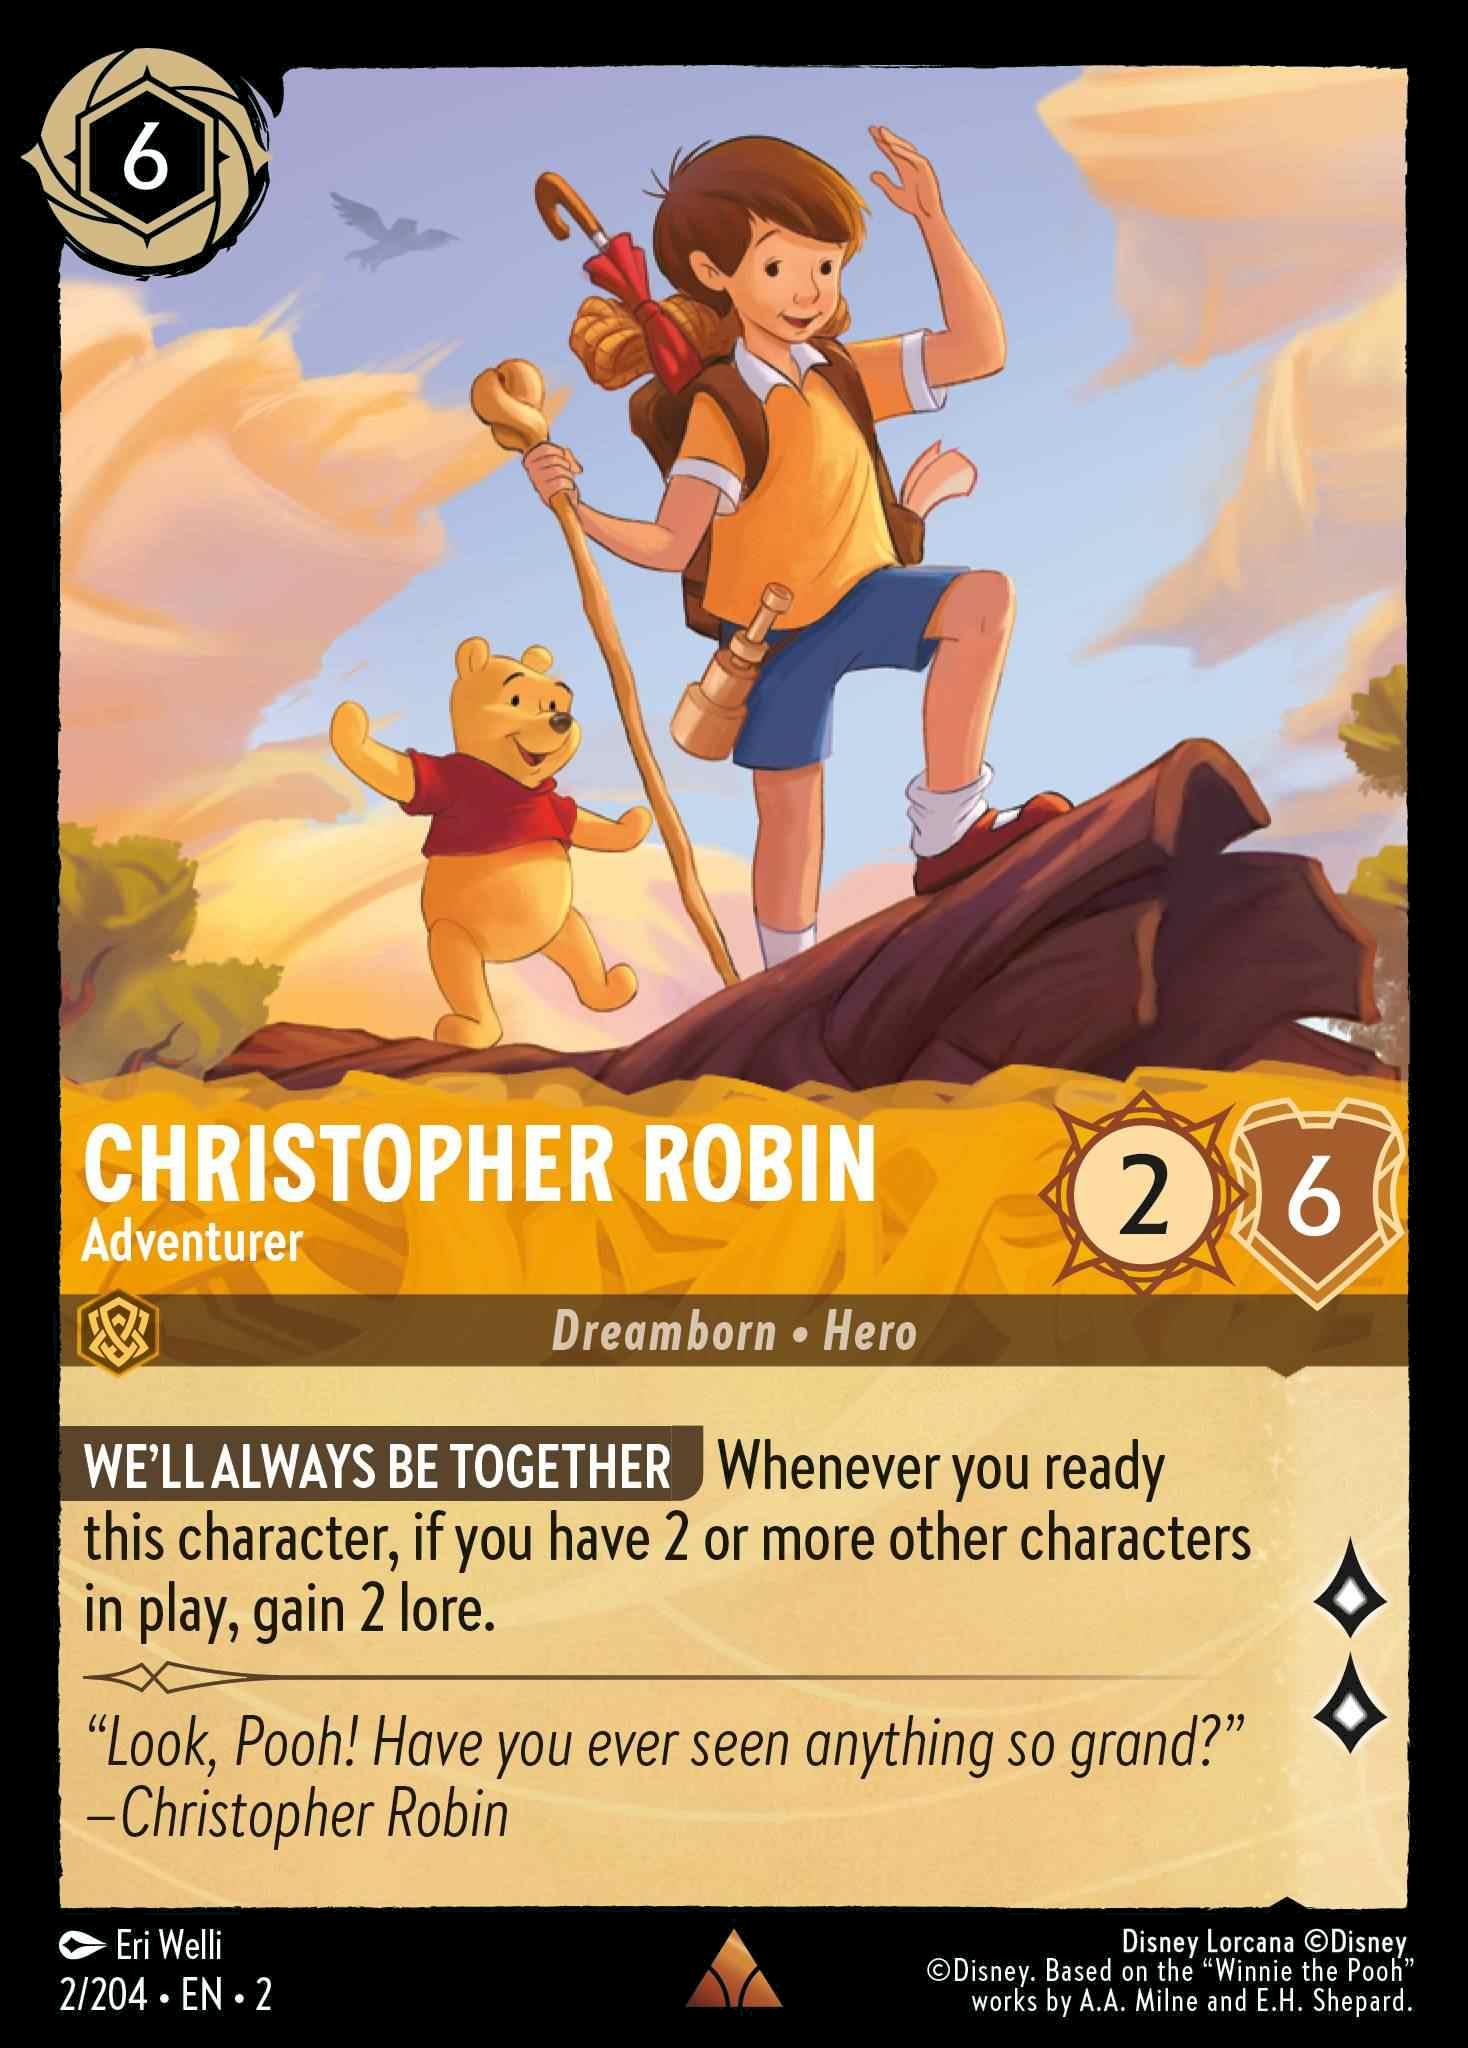 6
CHRISTOPHER ROBIN
Adventurer
2
6
Dreamborn • Hero
WE’LL ALWAYS BE TOGETHER Whenever you ready
this character, if you have 2 or more other characters
in play, gain 2 lore.
“Look, Pooh! Have you ever seen anything so grand?”
–Christopher Robin
Eri Welli
2/204 • EN • 2
Disney Lorcana ©Disney
©Disney. Based on the “Winnie the Pooh”
works by A.A. Milne and E.H. Shepard.